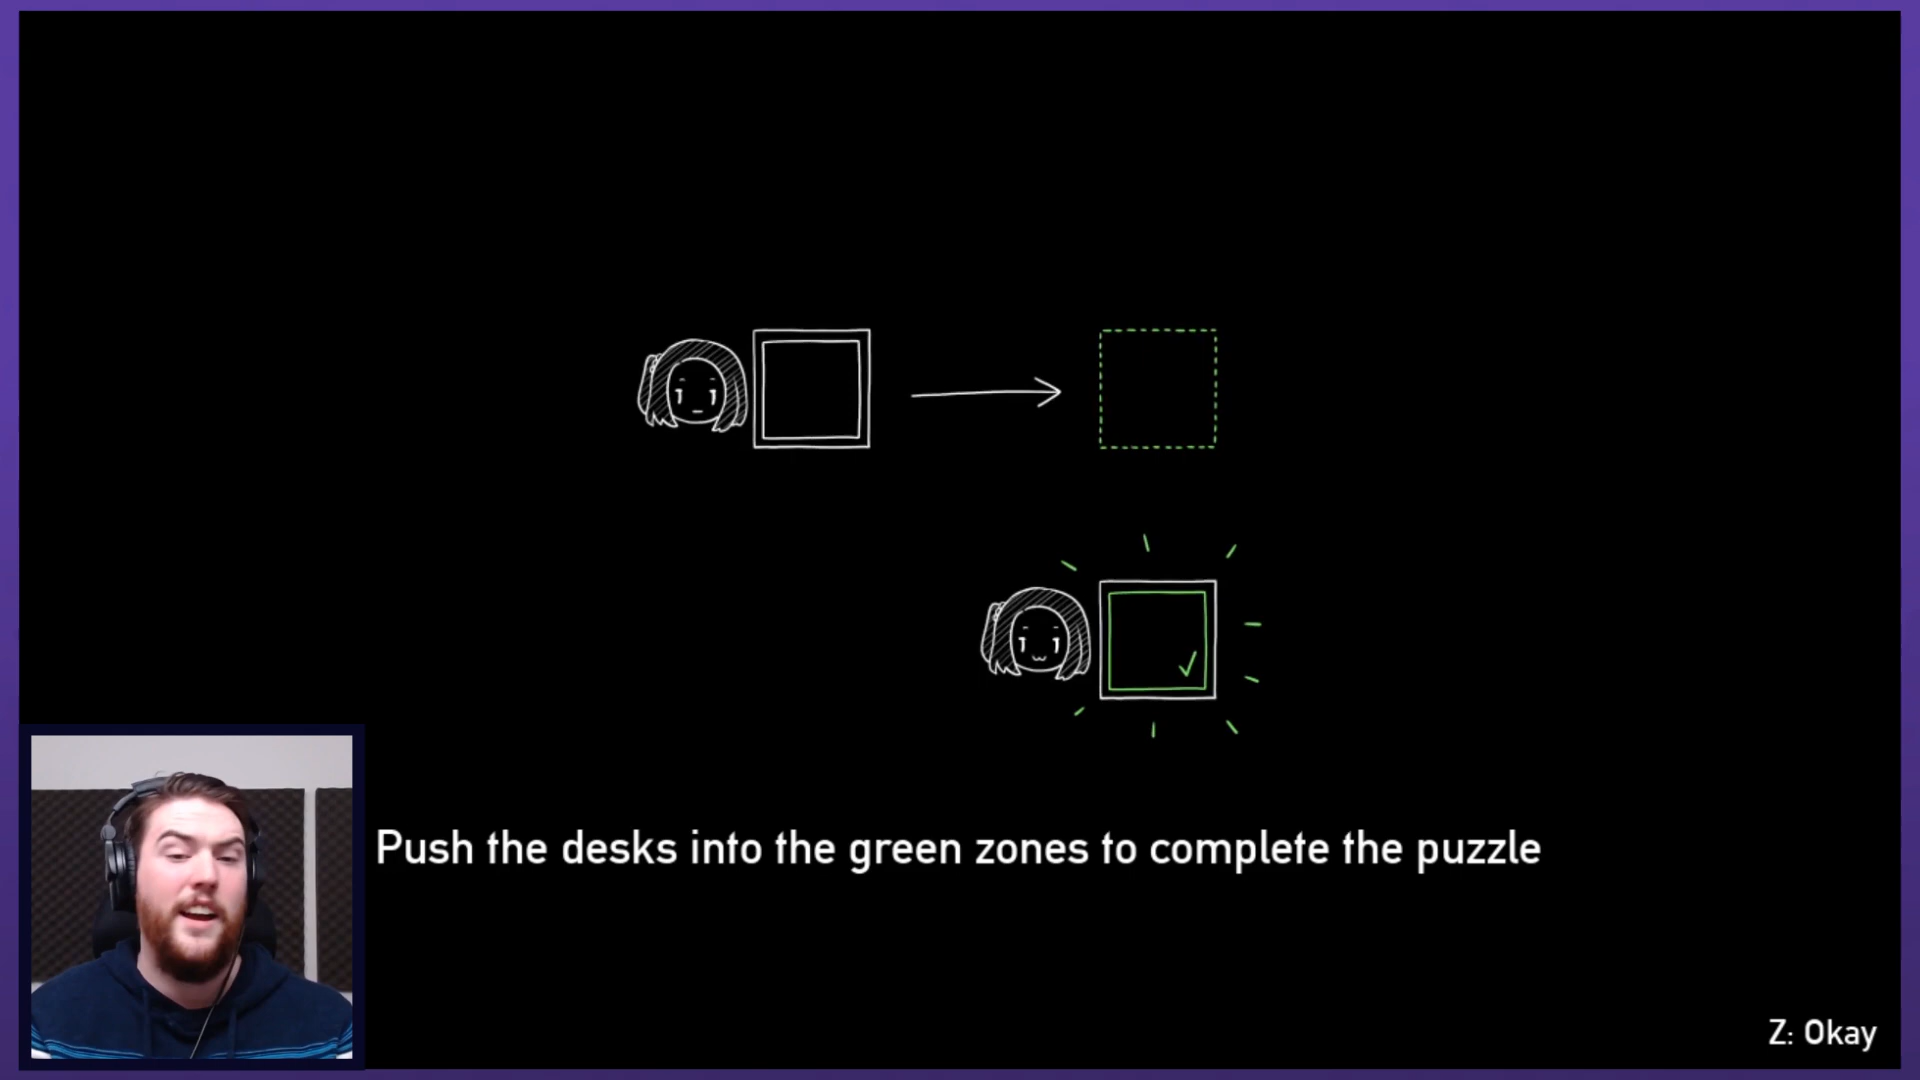 Push the desks into the green zones to complete the puzzle
Z: Okay